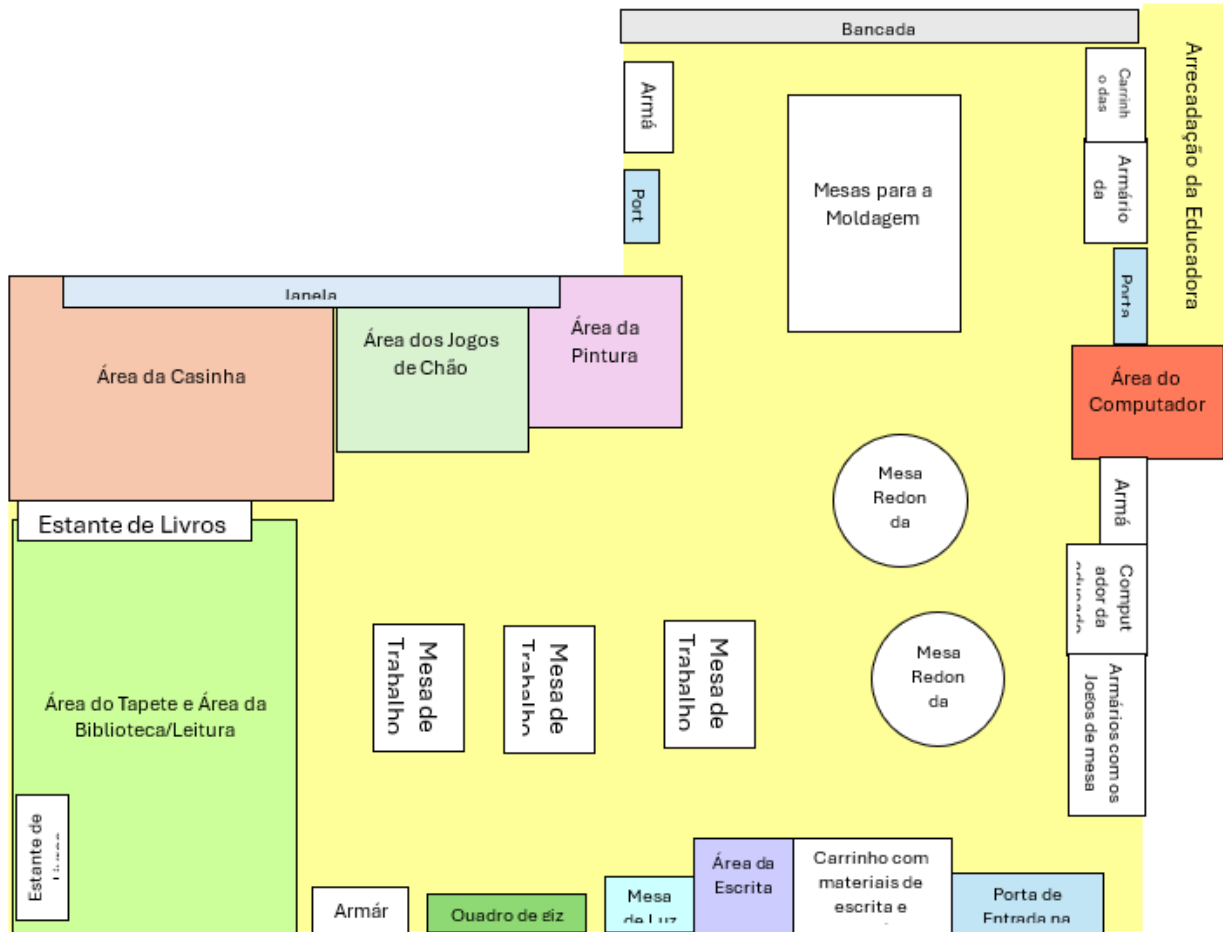 Bancada
Armá
Carrinh
o das
Arrecadação da Educadora
Mesas para a
Moldagem
Armário
da
Port
Porta
Janela
Área da Casinha
Área dos Jogos
de Chão
Área da
Pintura
Área do
Computador
Mesa
Redon
da
Armá
Estante de Livros
Comput
ador da
Mesa de
Trabalho
Mesa de
Trabalho
Mesa de
Trabalho
Mesa
Redon
da
Armários com os
Jogos de mesa
Área do Tapete e Área da
Biblioteca/Leitura
Estante de
Armár
Quadro de giz
Mesa
de Luz
Área da
Escrita
Carrinho com
materiais de
escrita e
Porta de
Entrada na